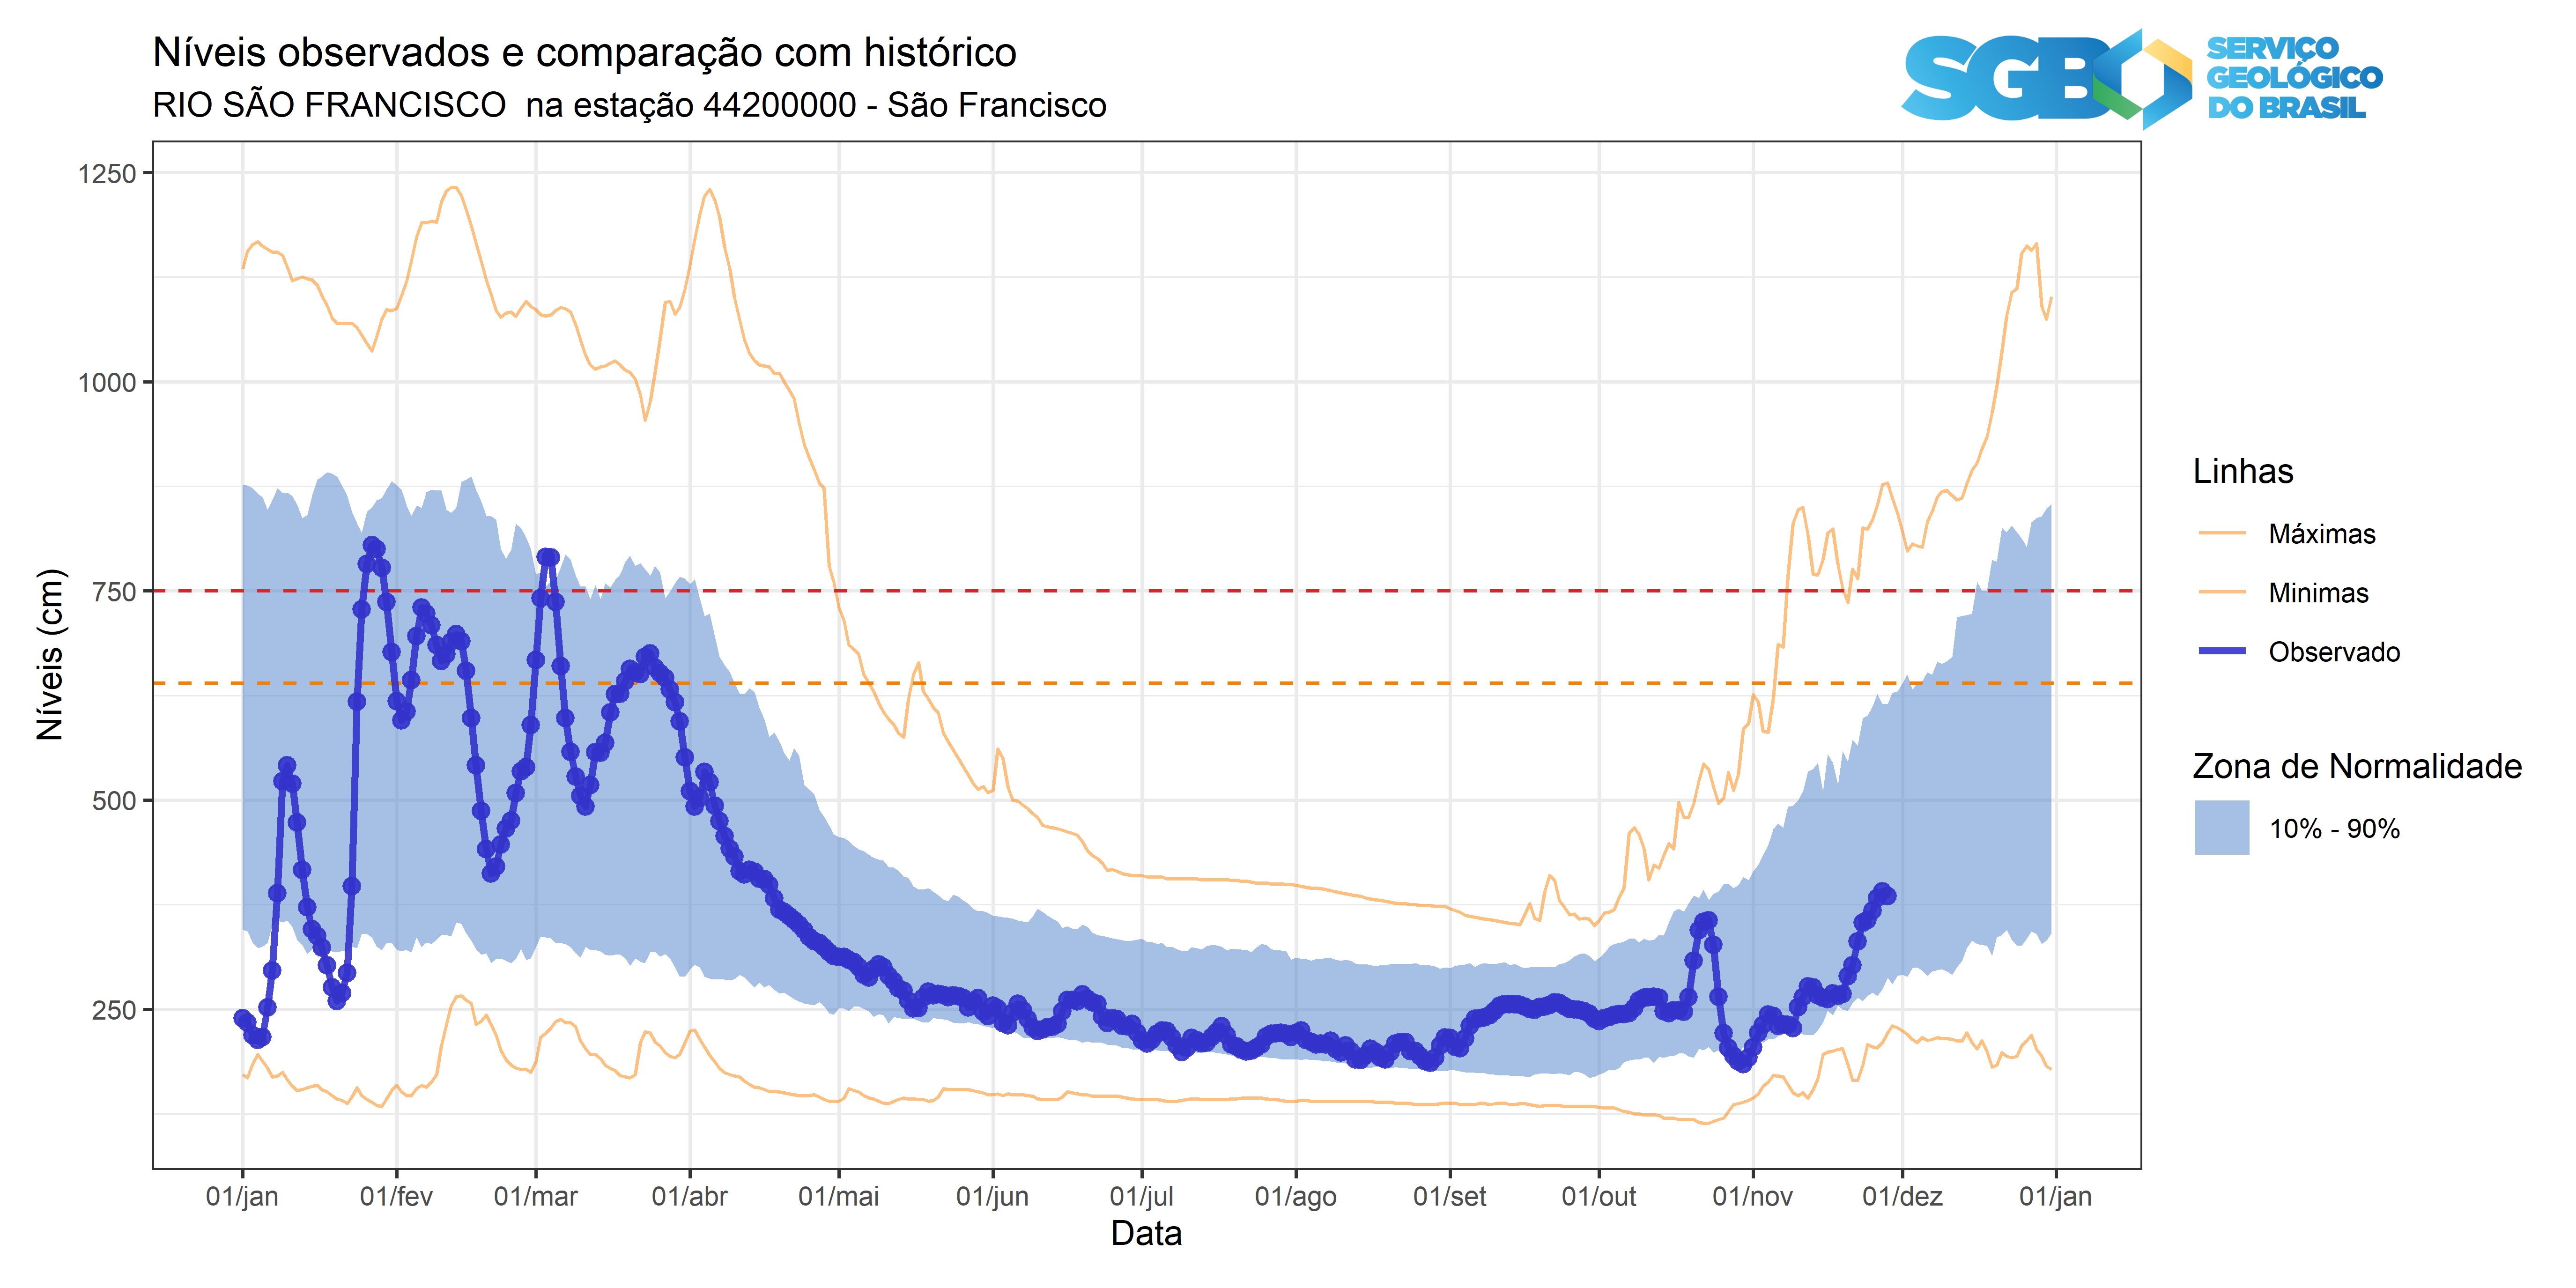 Níveis observados e comparação com histórico
RIO SÃO FRANCISCO  na estação 44200000 - São Francisco
SGB
SERVIÇO
GEOLÓGICO
DO BRASIL
Níveis (cm)
1250
1000
750
500
250
01/jan
01/fev
01/mar
01/abr
01/mai
01/jun
01/jul
01/ago
01/set
01/out
01/nov
01/dez
01/jan
Data
Linhas
Máximas
Minimas
Observado
Zona de Normalidade
10% - 90%